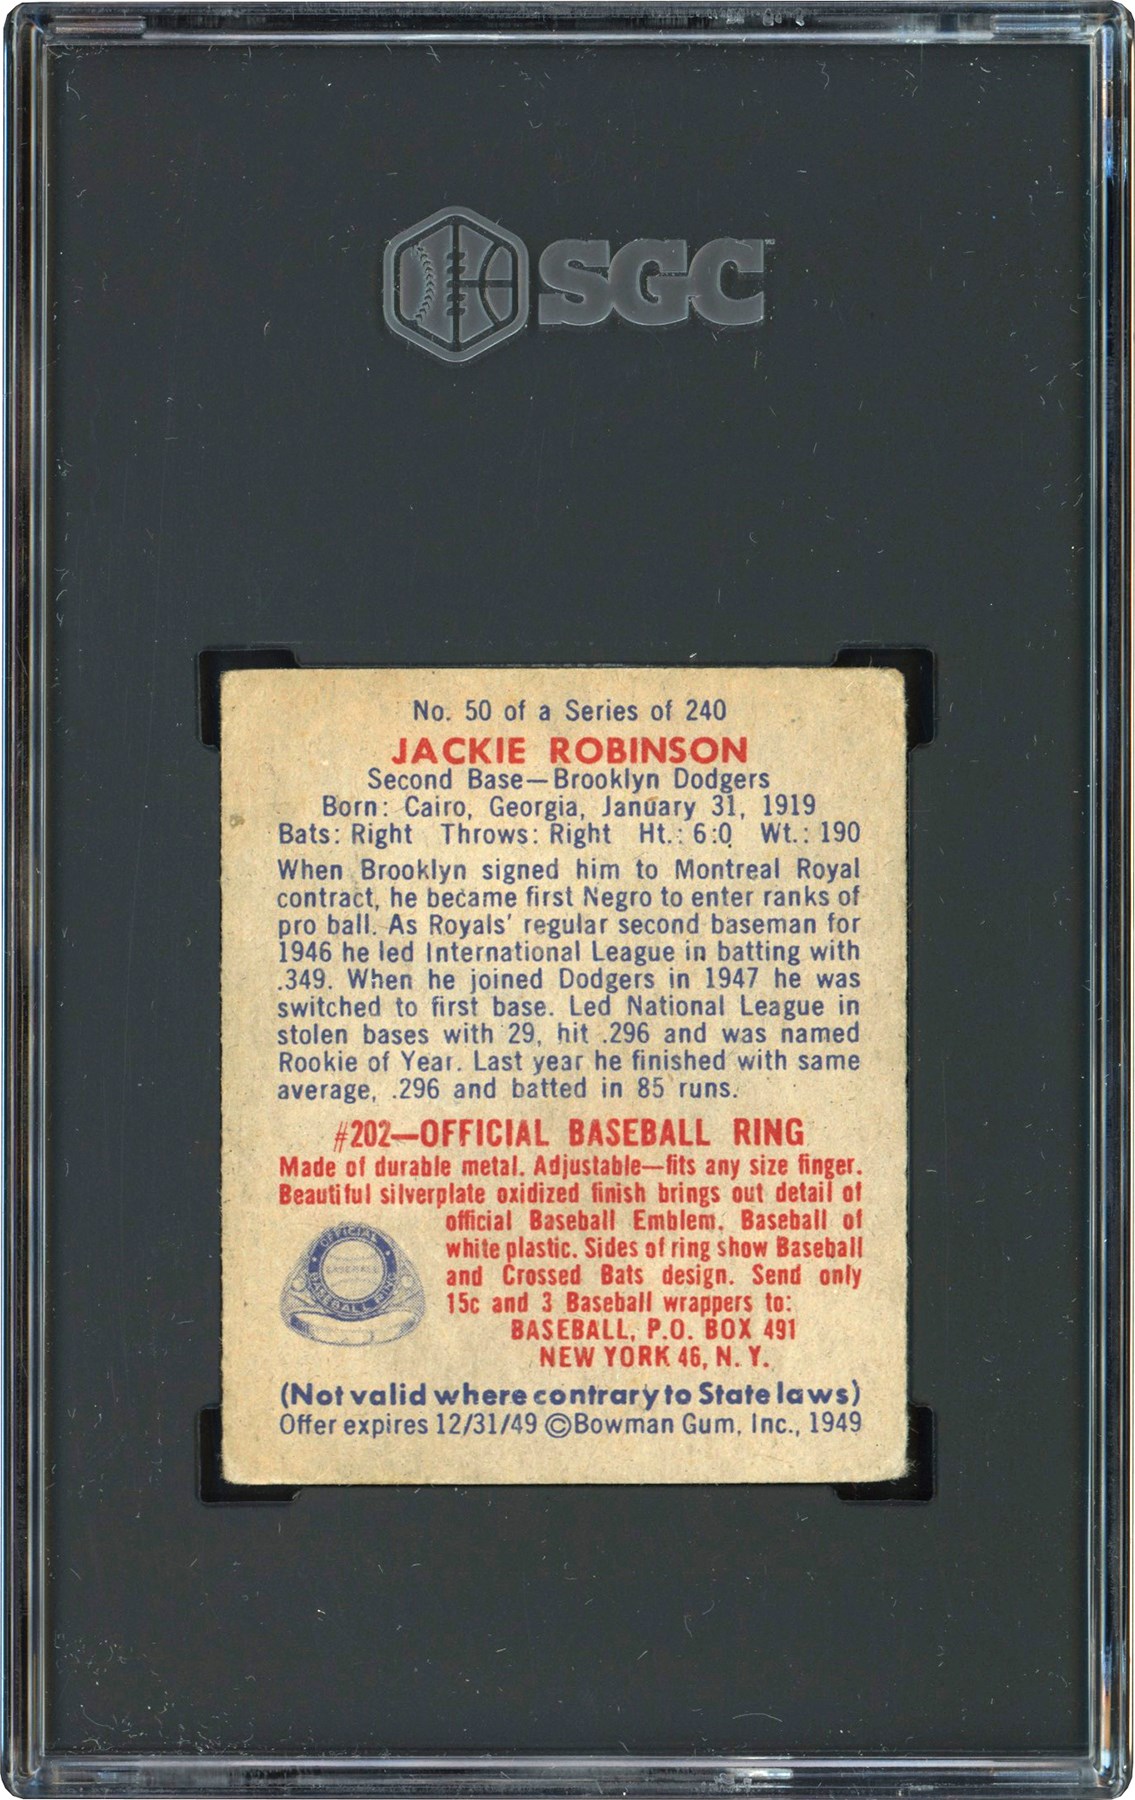 SGC
No. 50 of a Series of 240
JACKIE ROBINSON
Second Base—Brooklyn Dodgers
Born: Cairo, Georgia, January 31, 1919
Bats: Right Throws: Right Ht.: 6:0 Wt.: 190
When Brooklyn signed him to Montreal Royal
contract, he became first Negro to enter ranks of
pro ball. As Royals' regular second baseman for
1946 he led International League in batting with
.349. When he joined Dodgers in 1947 he was
switched to first base. Led National League in
stolen bases with 29, hit .296 and was named
Rookie of Year. Last year he finished with same
average, .296 and batted in 85 runs.
#202—OFFICIAL BASEBALL RING
Made of durable metal. Adjustable—fits any size finger.
Beautiful silverplate oxidized finish brings out detail of
official Baseball Emblem. Baseball of
white plastic. Sides of ring show Baseball
and Crossed Bats design. Send only
15c and 3 Baseball wrappers to:
BASEBALL, P.O. BOX 491
NEW YORK 46, N. Y.
OFFICIAL
BASEBALL
BASEBALL RING
(Not valid where contrary to State laws)
Offer expires 12/31/49 ©Bowman Gum, Inc., 1949